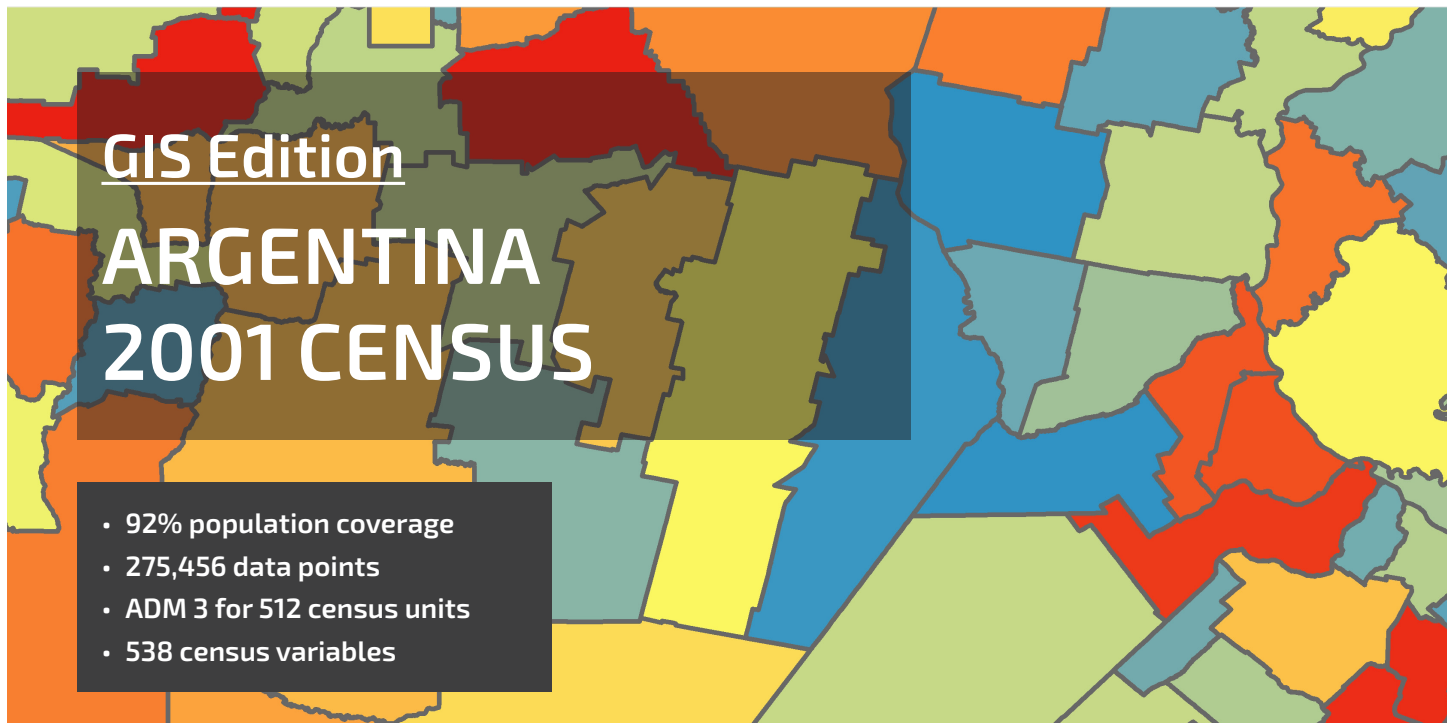 GIS Edition
ARGENTINA
2001 CENSUS
• 92% population coverage
• 275,456 data points
• ADM 3 for 512 census units
• 538 census variables